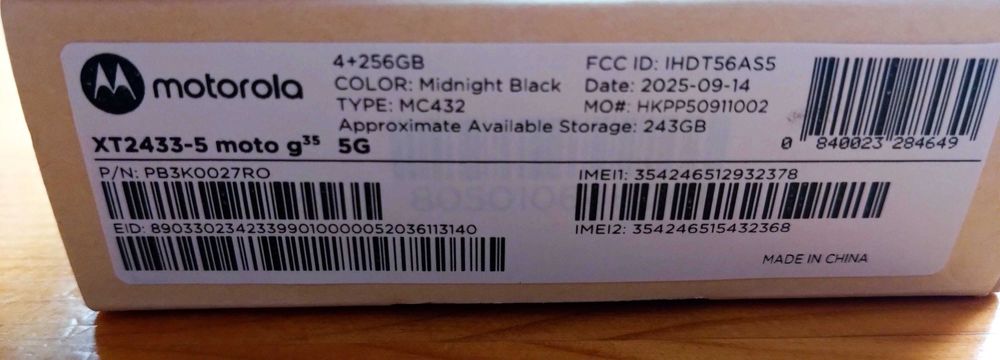 motorola
XT2433-5 moto g35 5G
4+256GB
COLOR: Midnight Black
TYPE: MC432
Approximate Available Storage: 243GB
FCC ID: IHDT56AS5
Date: 2025-09-14
MO#: HKPP50911002
0 840023 284649
P/N: PB3K0027RO
EID: 89033023423399010000052036113140
IMEI1: 354246512932378
IMEI2: 354246515432368
MADE IN CHINA